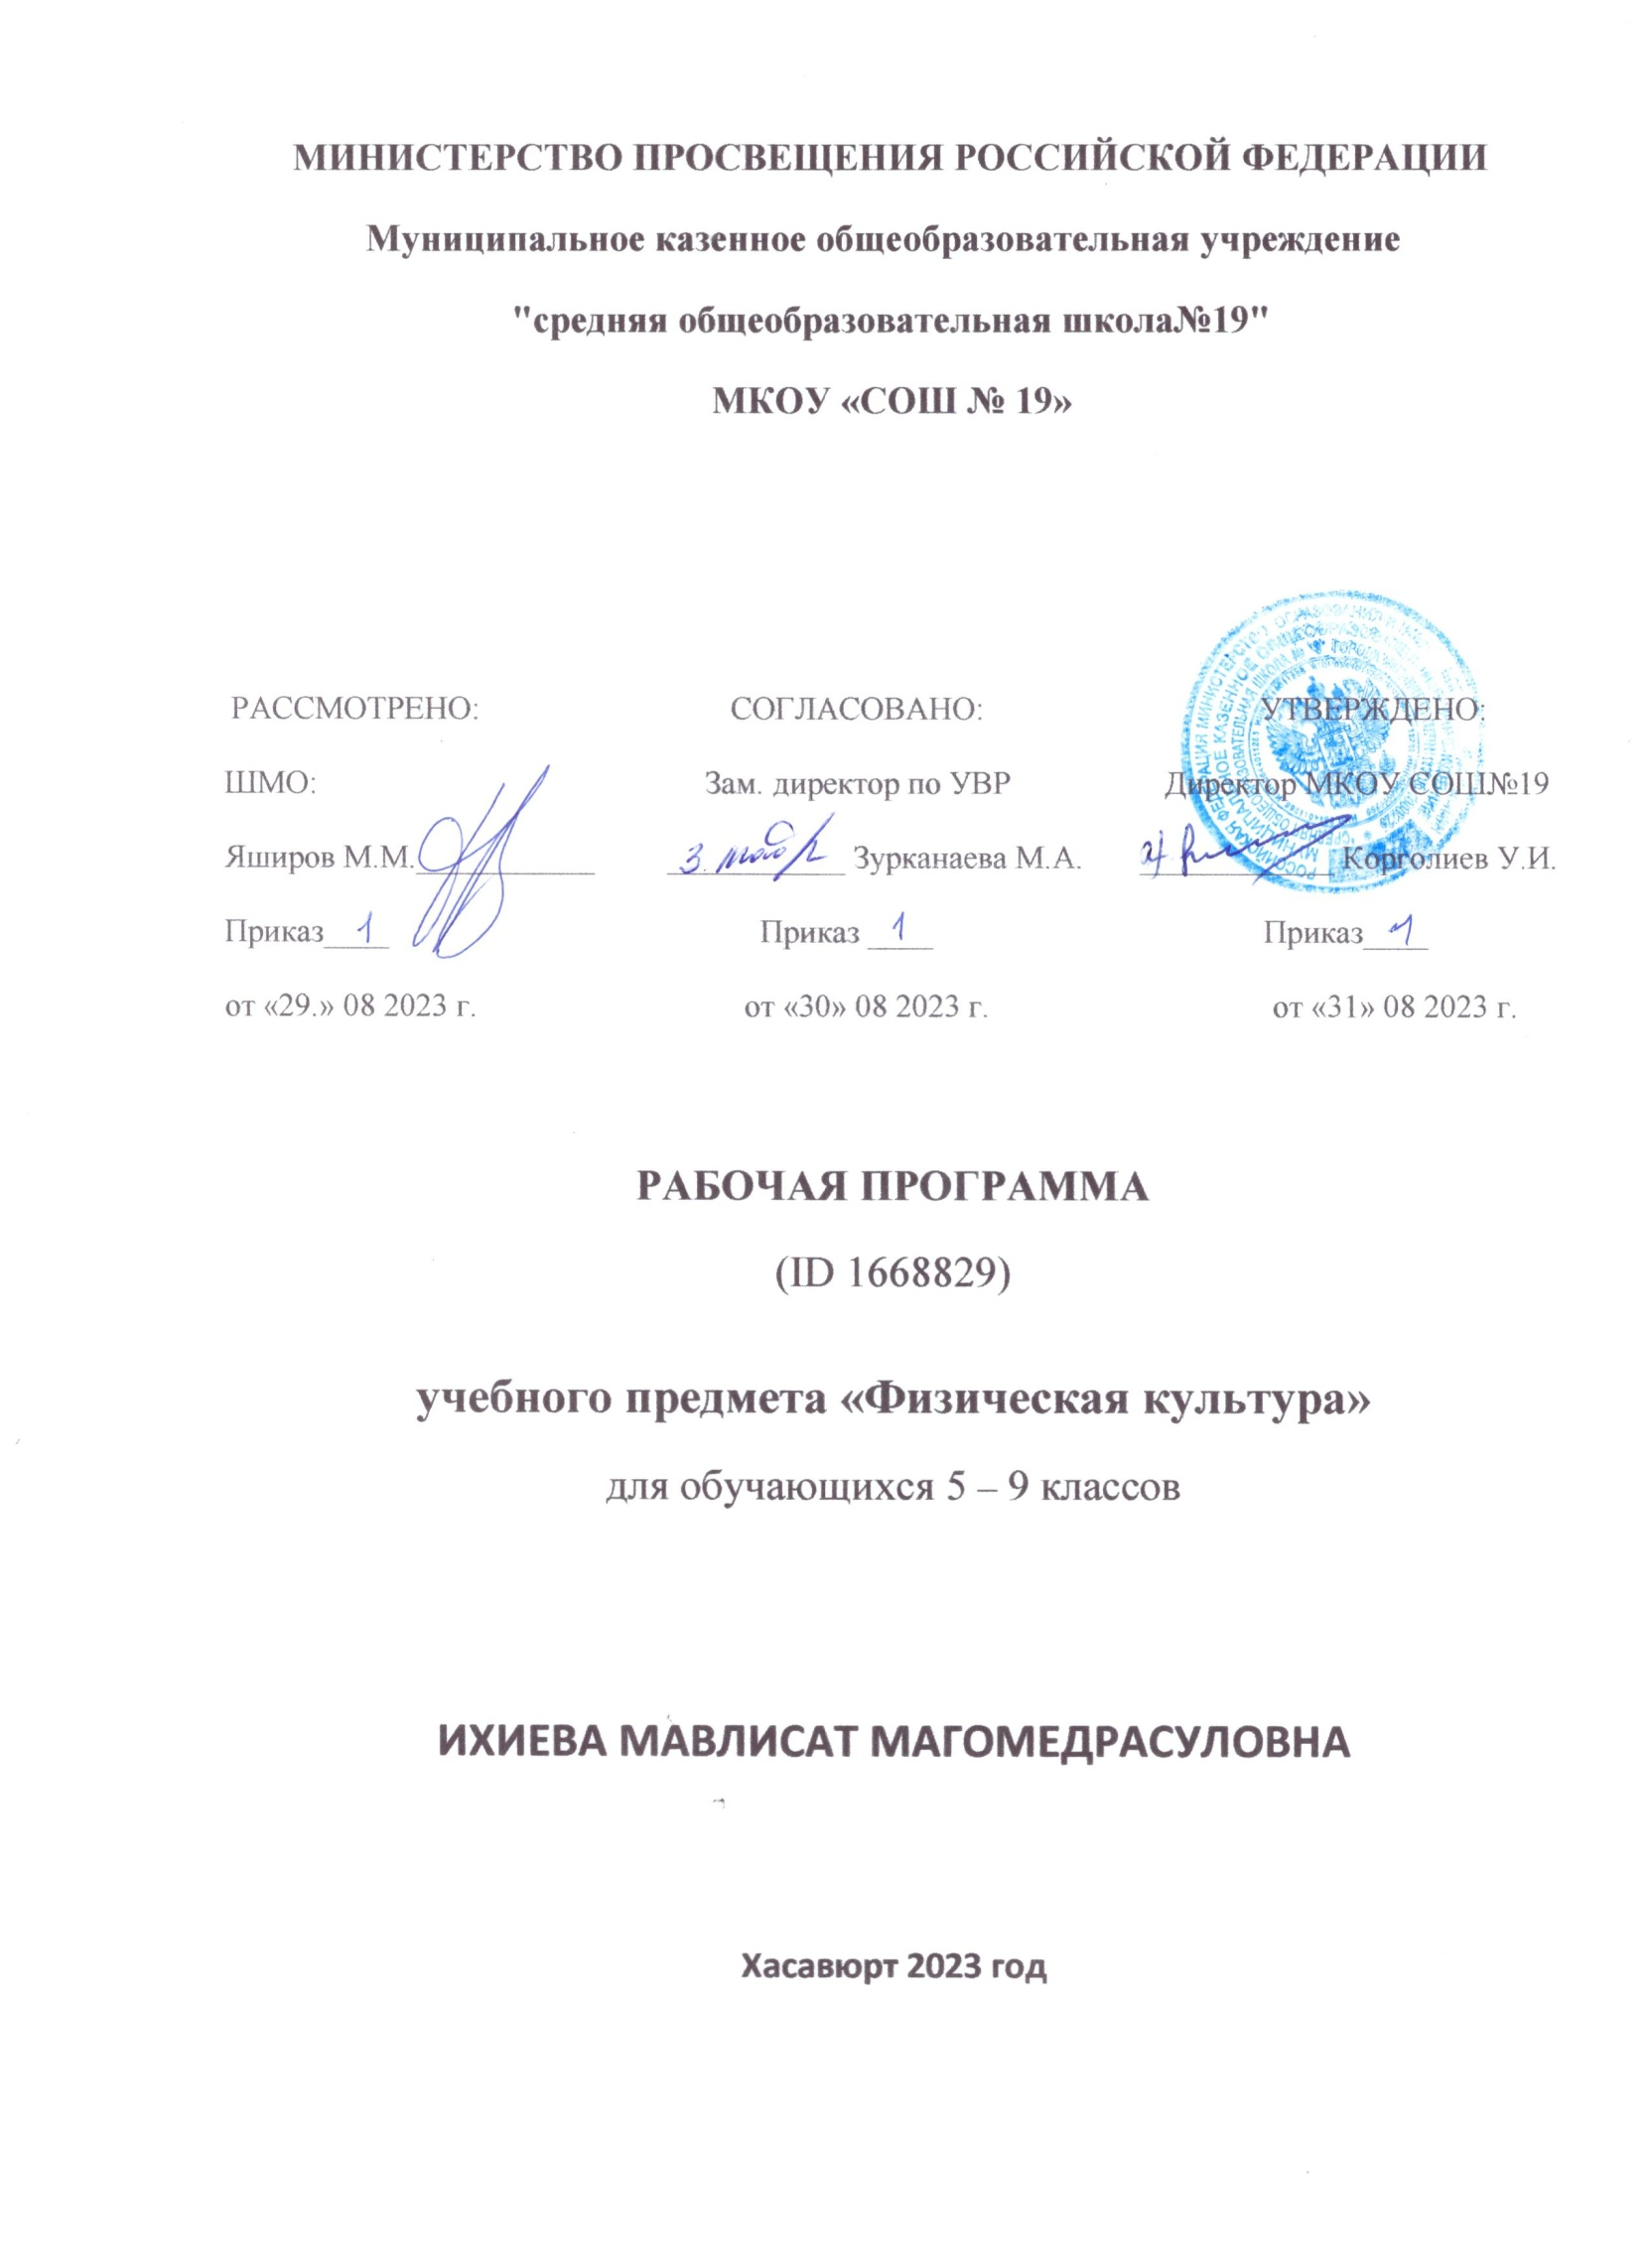 МИНИСТЕРСТВО ПРОСВЕЩЕНИЯ РОССИЙСКОЙ ФЕДЕРАЦИИ
Муниципальное казенное общеобразовательная учреждение
"средняя общеобразовательная школа№19"
МКОУ «СОШ № 19»
РАССМОТРЕНО: СОГЛАСОВАНО: УТВЕРЖДЕНО:
ШМО: Зам. директор по УВР Директор МКОУ СОШ№19
Яширов М.М. Зурканаева М.А. Корголиев У.И.
Приказ 1 Приказ 1 Приказ 1
от «29.» 08 2023 г. от «30» 08 2023 г. от «31» 08 2023 г.
РАБОЧАЯ ПРОГРАММА
(ID 1668829)
учебного предмета «Физическая культура»
для обучающихся 5 – 9 классов
ИХИЕВА МАВЛИСАТ МАГОМЕДРАСУЛОВНА
Хасавюрт 2023 год